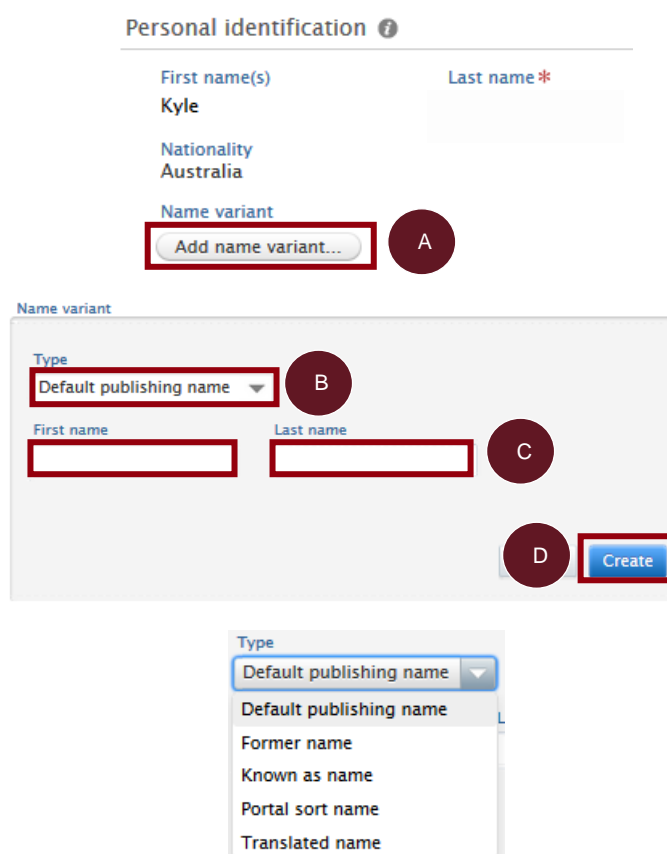 Personal identification i
First name(s) Last name *
Kyle
Nationality
Australia
Name variant
Add name variant... A
Name variant
Type
Default publishing name B
First name Last name
C
D Create
Type
Default publishing name
Default publishing name
L
Former name
Known as name
Portal sort name
Translated name